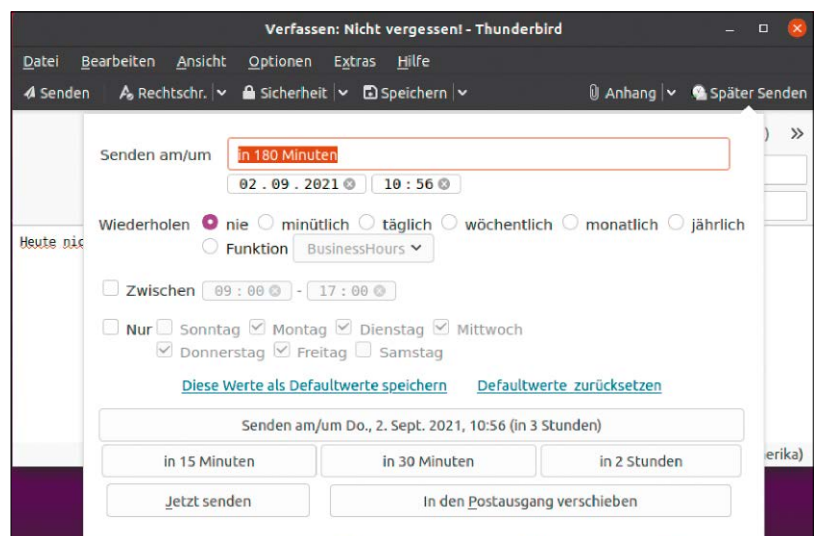 Verfassen: Nicht vergessen! - Thunderbird
Datei Bearbeiten Ansicht Optionen Extras Hilfe
Senden Rechtschr. Sicherheit Speichern Anhang Später Senden
Senden am/um in 180 Minuten
02.09.2021 10:56
Wiederholen nie minütlich täglich wöchentlich monatlich jährlich
Funktion BusinessHours
Heute nic
Zwischen 09:00 - 17:00
Nur Sonntag Montag Dienstag Mittwoch
Donnerstag Freitag Samstag
Diese Werte als Defaultwerte speichern Defaultwerte zurücksetzen
Senden am/um Do., 2. Sept. 2021, 10:56 (in 3 Stunden)
in 15 Minuten in 30 Minuten in 2 Stunden
erika)
Jetzt senden In den Postausgang verschieben